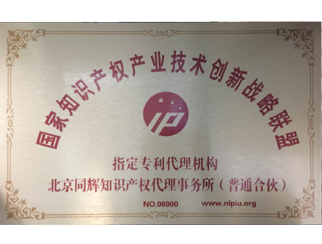 国家知识产权产业技术创新战略联盟
IP
指定专利代理机构
北京同辉知识产权代理事务所（普通合伙）
NO.06900 www.nipiu.org